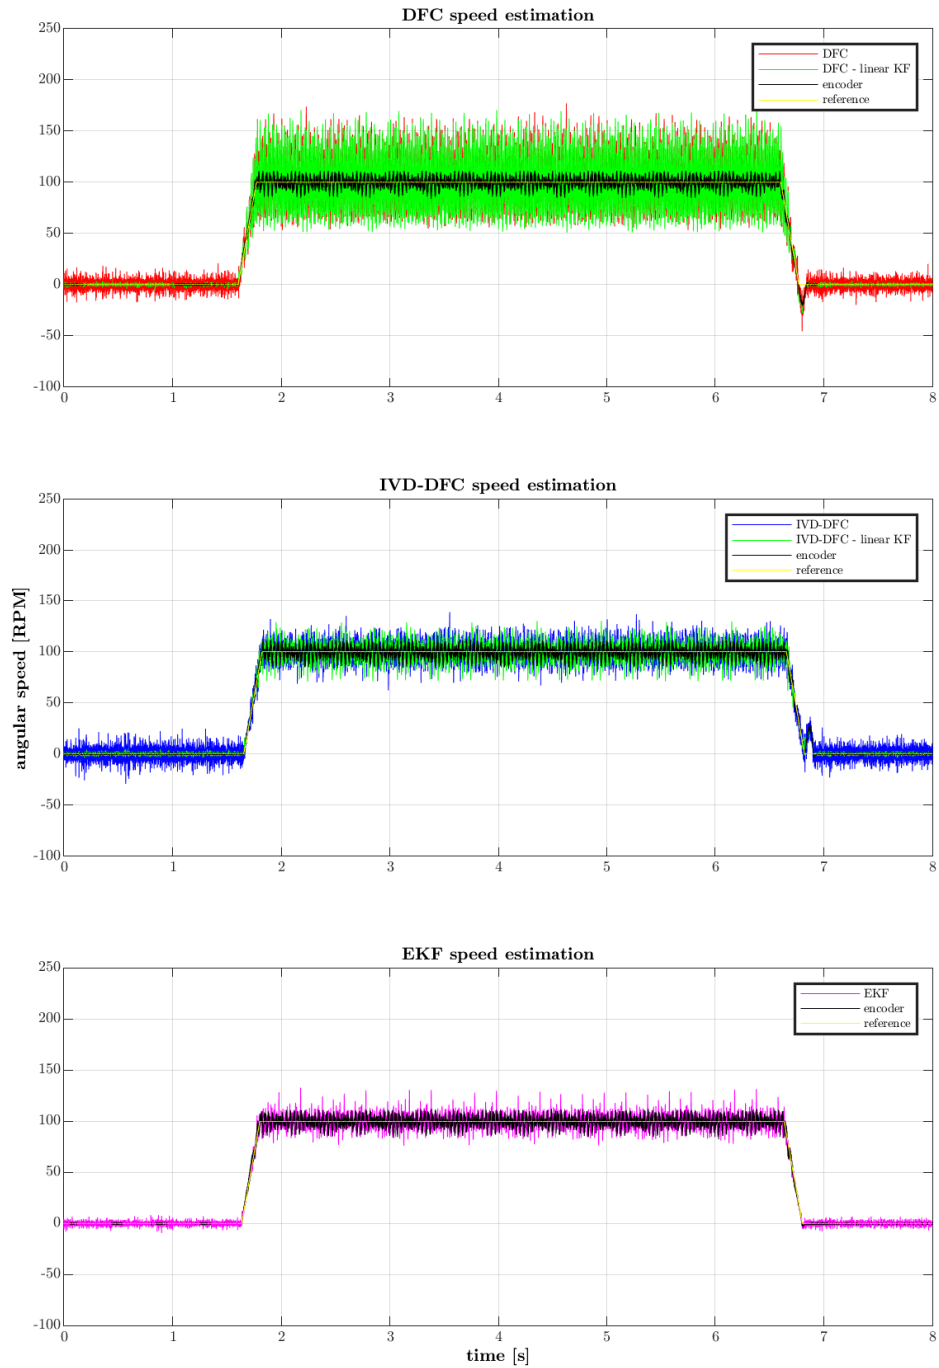 DFC speed estimation
250
200
150
100
50
0
-50
-100
0 1 2 3 4 5 6 7 8
DFC
DFC - linear KF
encoder
reference
IVD-DFC speed estimation
angular speed [RPM]
250
200
150
100
50
0
-50
-100
0 1 2 3 4 5 6 7 8
IVD-DFC
IVD-DFC - linear KF
encoder
reference
EKF speed estimation
250
200
150
100
50
0
-50
-100
0 1 2 3 4 5 6 7 8
EKF
encoder
reference
time [s]